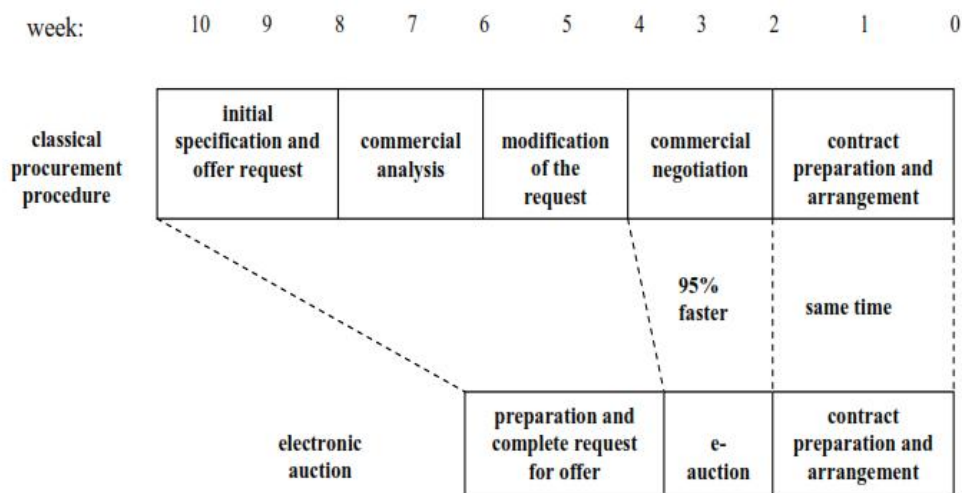 week: 10 9 8 7 6 5 4 3 2 1 0
classical
procurement
procedure
initial
specification and
offer request
commercial
analysis
modification
of the
request
commercial
negotiation
contract
preparation and
arrangement
95%
faster
same time
electronic
auction
preparation and
complete request
for offer
e-
auction
contract
preparation and
arrangement